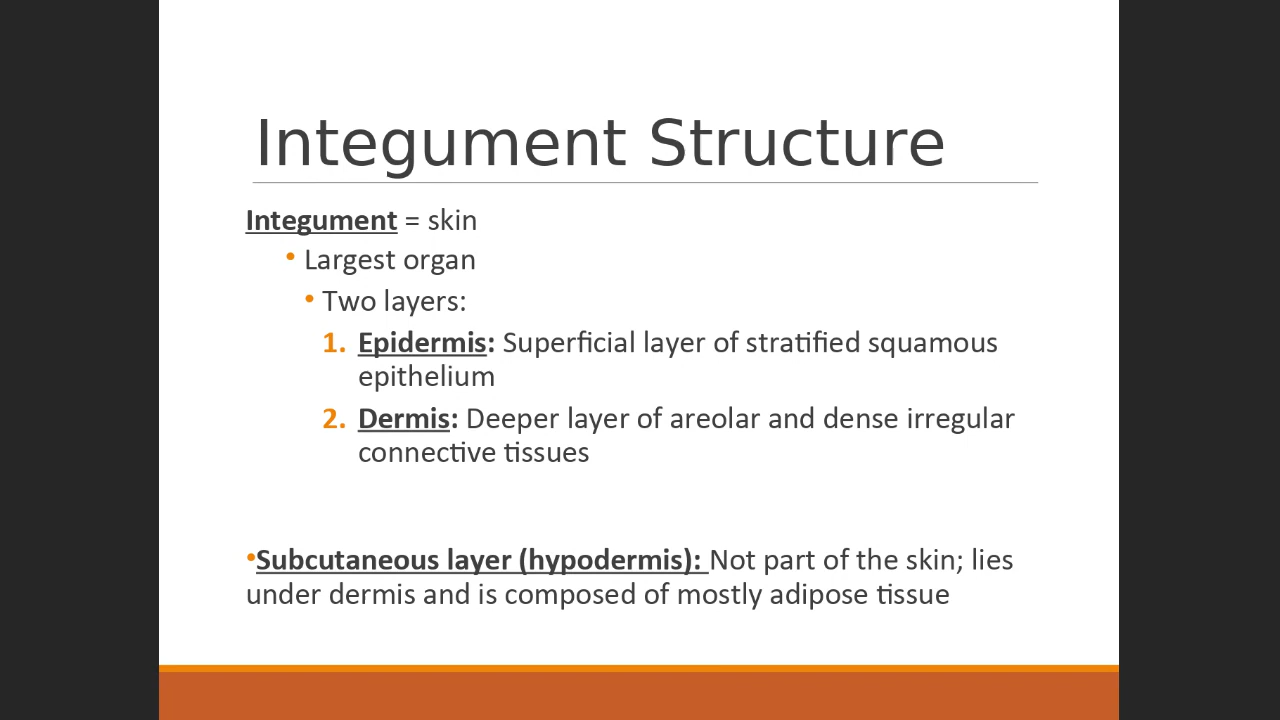 Integument Structure
Integument = skin
• Largest organ
• Two layers:
1. Epidermis: Superficial layer of stratified squamous
epithelium
2. Dermis: Deeper layer of areolar and dense irregular
connective tissues
•Subcutaneous layer (hypodermis): Not part of the skin; lies
under dermis and is composed of mostly adipose tissue